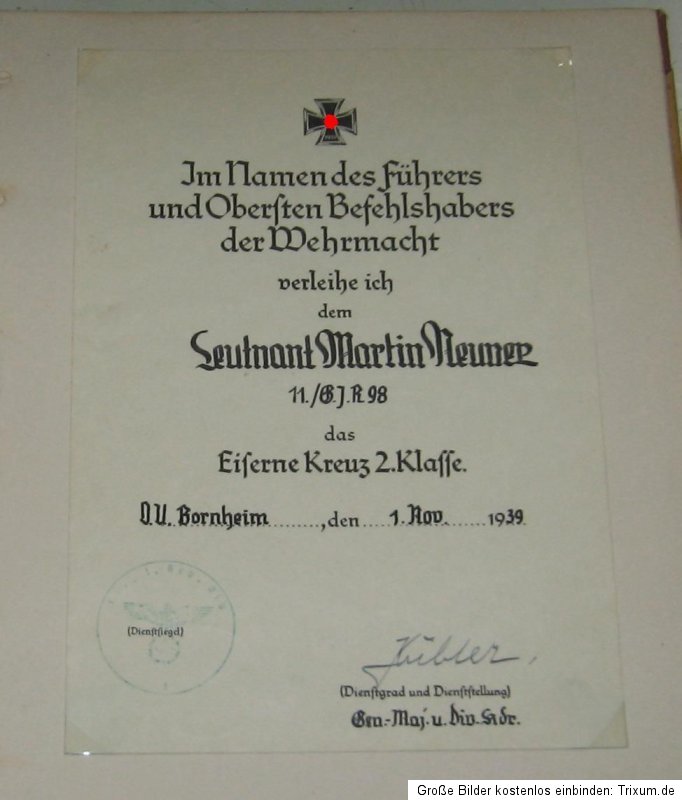 Im Namen des Führers
und Oberſten Befehlshabers
der Wehrmacht
verleihe ich
dem
Leutnant Martin Neuner
11./G.J.R. 98
das
Eiſerne Kreuz 2. Klaſſe.
O.U. Bornheim ........., den ..... 1. Nov. ...... 1939
(Dienſtſiegel)
Kübler.
(Dienſtgrad und Dienſtſtellung)
Gen.-Maj. u. Div. Kdr.
Große Bilder kostenlos einbinden: Trixum.de